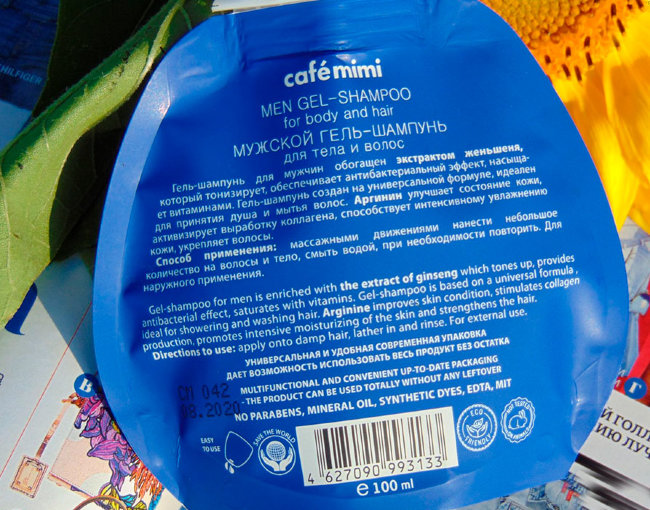 HILFIGER
café mimi
MEN GEL-SHAMPOO
for body and hair
МУЖСКОЙ ГЕЛЬ-ШАМПУНЬ
для тела и волос
Гель-шампунь для мужчин обогащен экстрактом женьшеня,
который тонизирует, обеспечивает антибактериальный эффект, насыща-
ет витаминами. Гель-шампунь создан на универсальной формуле, идеален
для принятия душа и мытья волос. Аргинин улучшает состояние кожи,
активизирует выработку коллагена, способствует интенсивному увлажнению
кожи, укрепляет волосы.
Способ применения: массажными движениями нанести небольшое
количество на волосы и тело, смыть водой, при необходимости повторить. Для
наружного применения.
Gel-shampoo for men is enriched with the extract of ginseng which tones up, provides
antibacterial effect, saturates with vitamins. Gel-shampoo is based on a universal formula,
ideal for showering and washing hair. Arginine improves skin condition, stimulates collagen
production, promotes intensive moisturizing of the skin and strengthens the hair.
Directions to use: apply onto damp hair, lather in and rinse. For external use.
УНИВЕРСАЛЬНАЯ И УДОБНАЯ СОВРЕМЕННАЯ УПАКОВКА
ДАЕТ ВОЗМОЖНОСТЬ ИСПОЛЬЗОВАТЬ ВЕСЬ ПРОДУКТ БЕЗ ОСТАТКА
MULTIFUNCTIONAL AND CONVENIENT UP-TO-DATE PACKAGING
-THE PRODUCT CAN BE USED TOTALLY WITHOUT ANY LEFTOVER
CM 042
08.2020
NO PARABENS, MINERAL OIL, SYNTHETIC DYES, EDTA, MIT
EASY
TO USE
SAVE THE WORLD
ECO
FRIENDLY
4 627090 993133
e 100 ml
В
Г
Й ГОЛЛ
ИЮ ЛУЧ